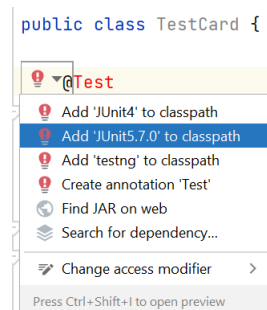 public class TestCard {
@Test
Add 'JUnit4' to classpath
Add 'JUnit5.7.0' to classpath
Add 'testng' to classpath
Create annotation 'Test'
Find JAR on web
Search for dependency...
Change access modifier
Press Ctrl+Shift+I to open preview